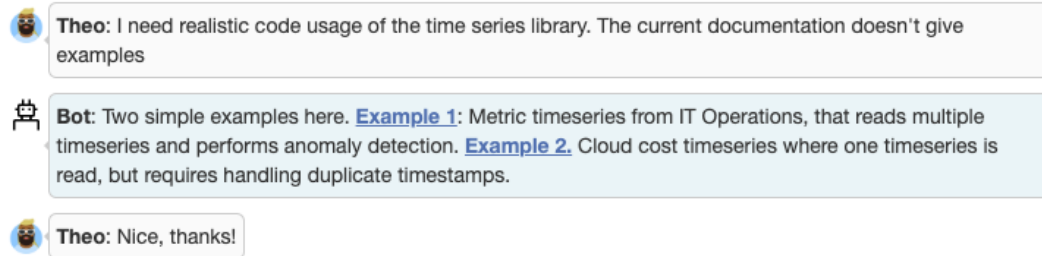 Theo: I need realistic code usage of the time series library. The current documentation doesn't give
examples
Bot: Two simple examples here. Example 1: Metric timeseries from IT Operations, that reads multiple
timeseries and performs anomaly detection. Example 2. Cloud cost timeseries where one timeseries is
read, but requires handling duplicate timestamps.
Theo: Nice, thanks!